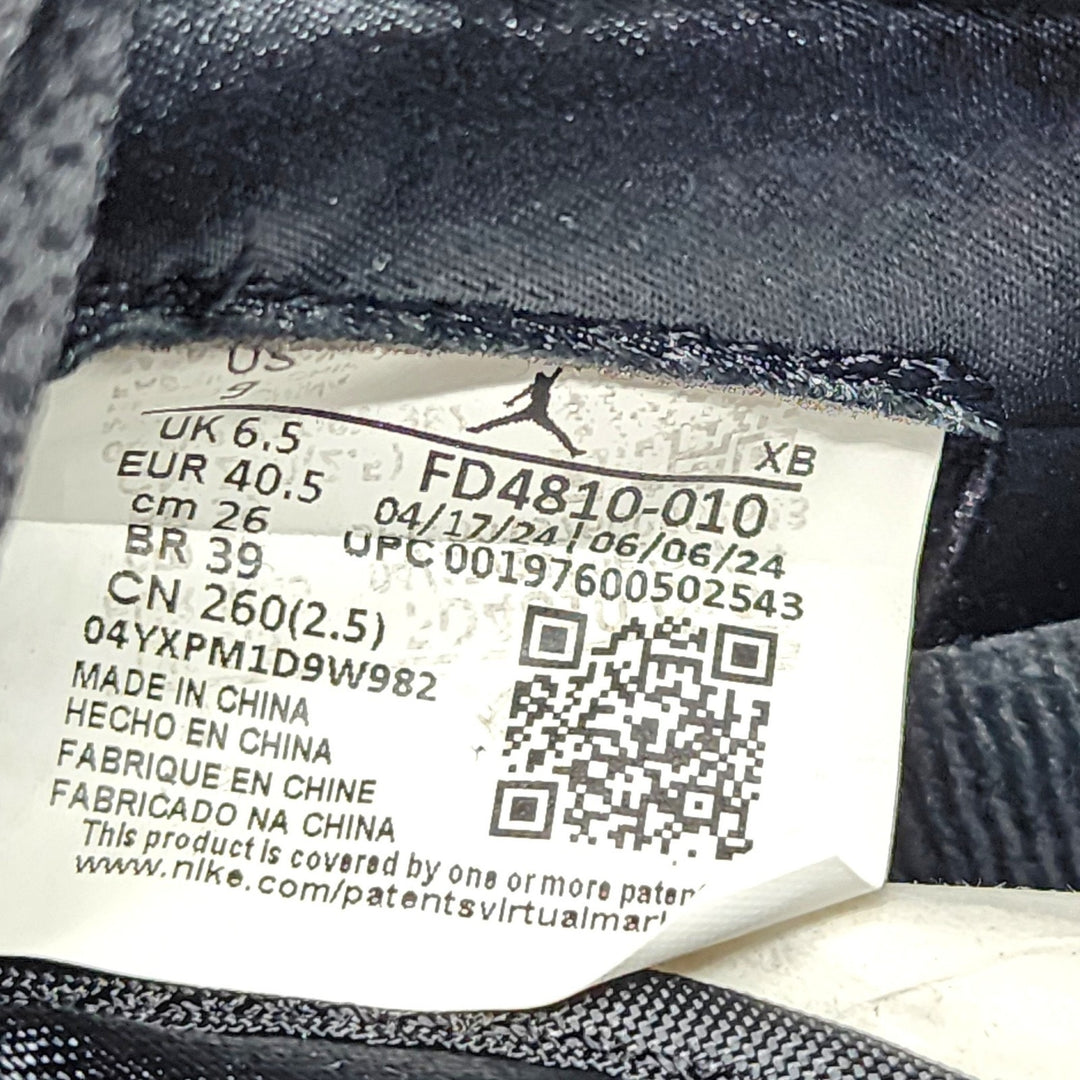 US
UK 6.5
EUR 40.5
cm 26
BR 39
CN 260(2.5)
04YXPM1D9W982
XB
FD4810-010
04/17/24 | 06/06/24
UPC 00197600502543
MADE IN CHINA
HECHO EN CHINA
FABRIQUE EN CHINE
FABRICADO NA CHINA
This product is covered by one or more
www.nike.com/patentsvirtualmar